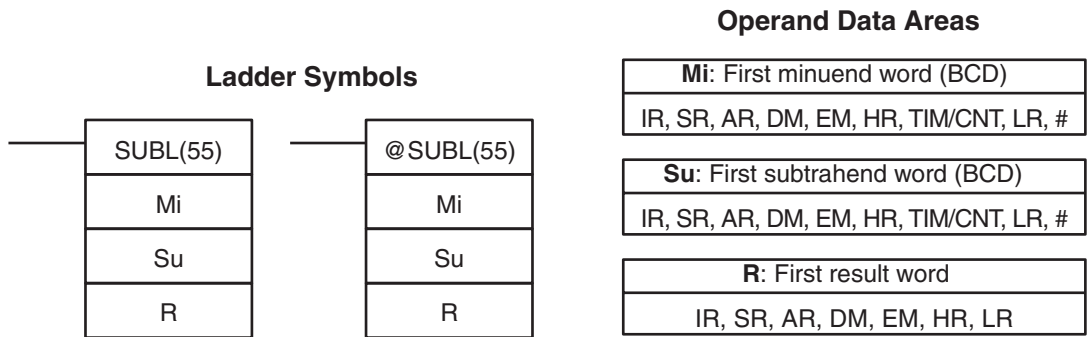 Ladder Symbols
SUBL(55)
Mi
Su
R
@SUBL(55)
Mi
Su
R
Operand Data Areas
Mi: First minuend word (BCD)
IR, SR, AR, DM, EM, HR, TIM/CNT, LR, #
Su: First subtrahend word (BCD)
IR, SR, AR, DM, EM, HR, TIM/CNT, LR, #
R: First result word
IR, SR, AR, DM, EM, HR, LR